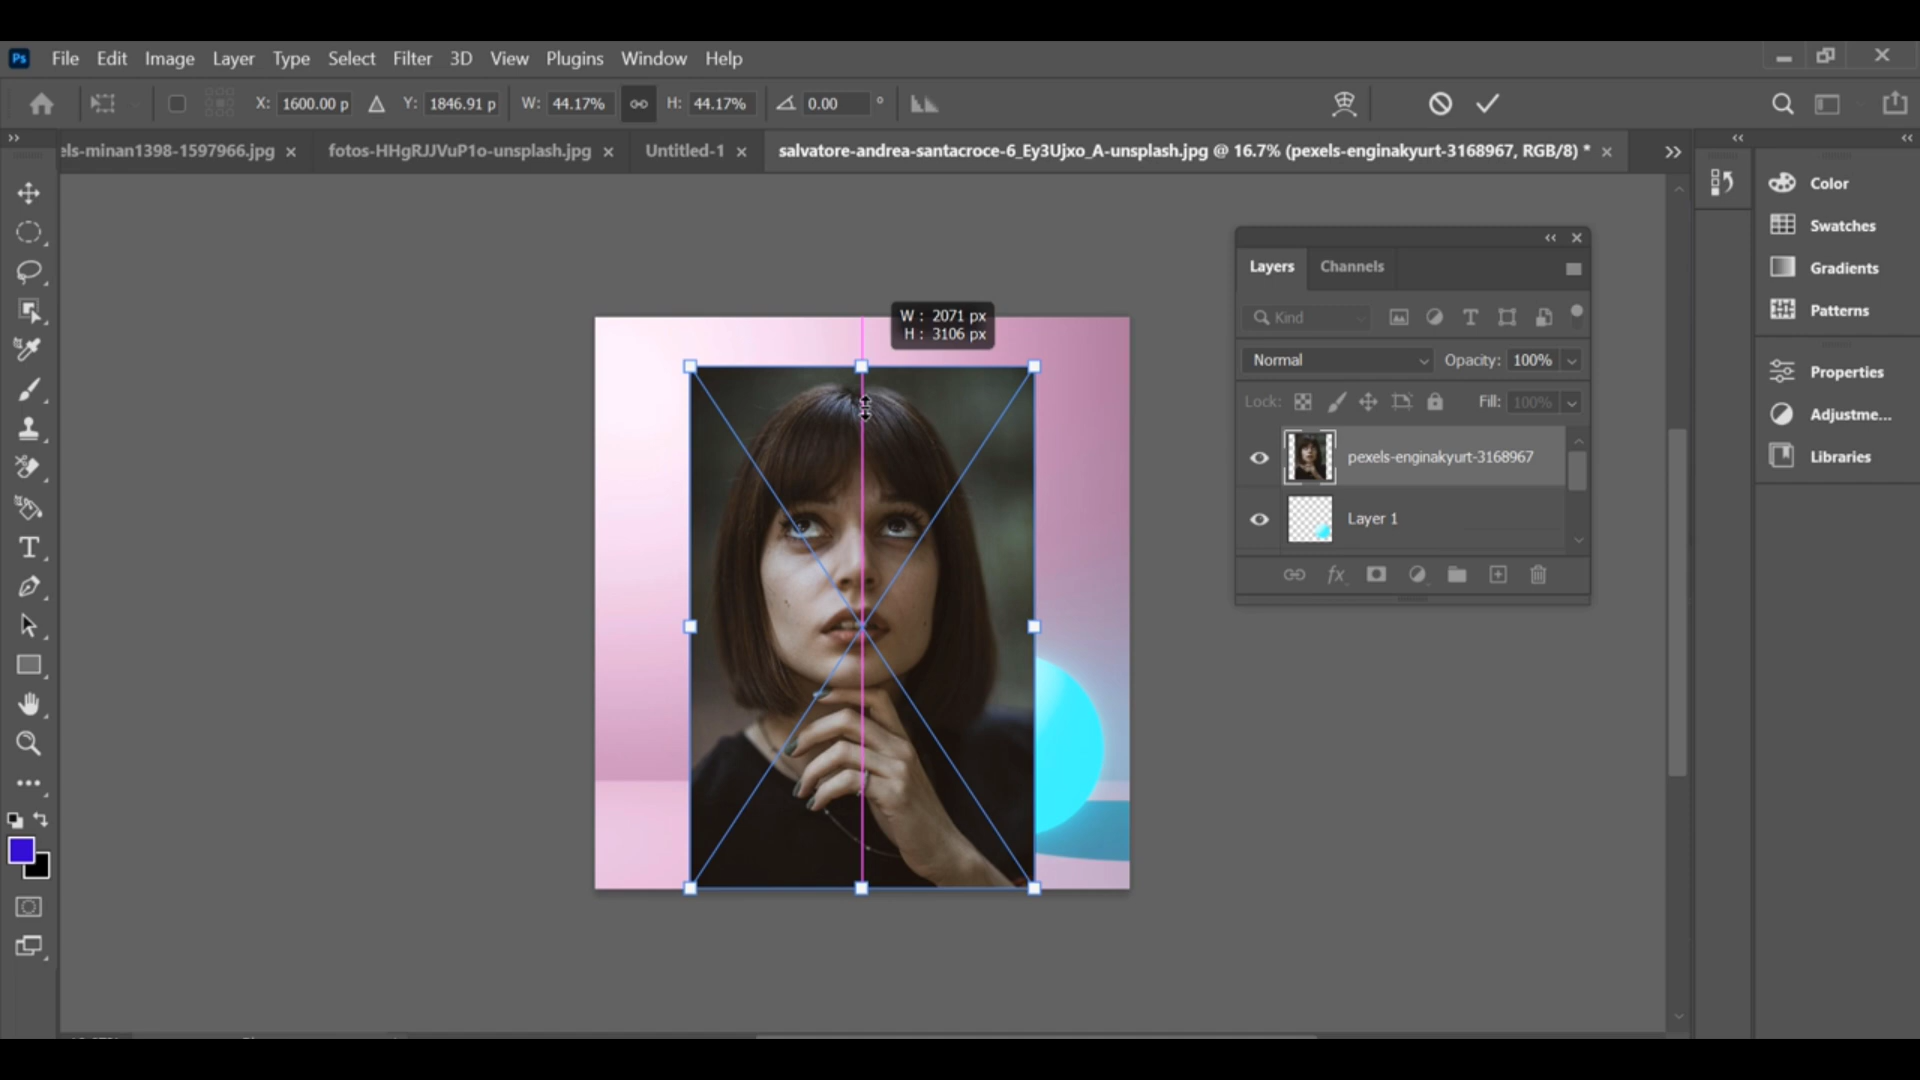 Ps File Edit Image Layer Type Select Filter 3D View Plugins Window Help
X: 1600.00 p Y: 1846.91 p W: 44.17% H: 44.17% 0.00 °
els-minan1398-1597966.jpg × fotos-HHgRJJVuP1o-unsplash.jpg × Untitled-1 × salvatore-andrea-santacroce-6_Ey3Ujxo_A-unsplash.jpg @ 16.7% (pexels-enginakyurt-3168967, RGB/8) * ×
W : 2071 px
H : 3106 px
Layers Channels
Kind
Normal Opacity: 100%
Lock: Fill: 100%
pexels-enginakyurt-3168967
Layer 1
fx
Color
Swatches
Gradients
Patterns
Properties
Adjustme...
Libraries